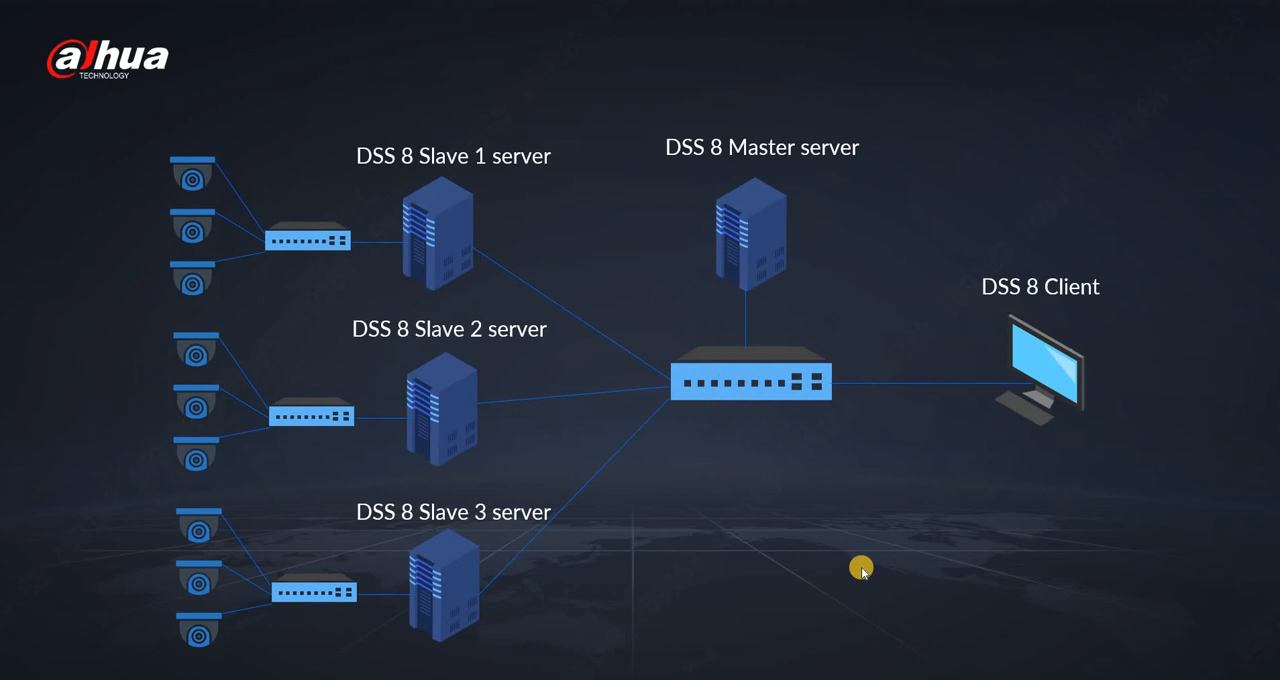 alhua
TECHNOLOGY
DSS 8 Slave 1 server
DSS 8 Master server
DSS 8 Client
DSS 8 Slave 2 server
DSS 8 Slave 3 server